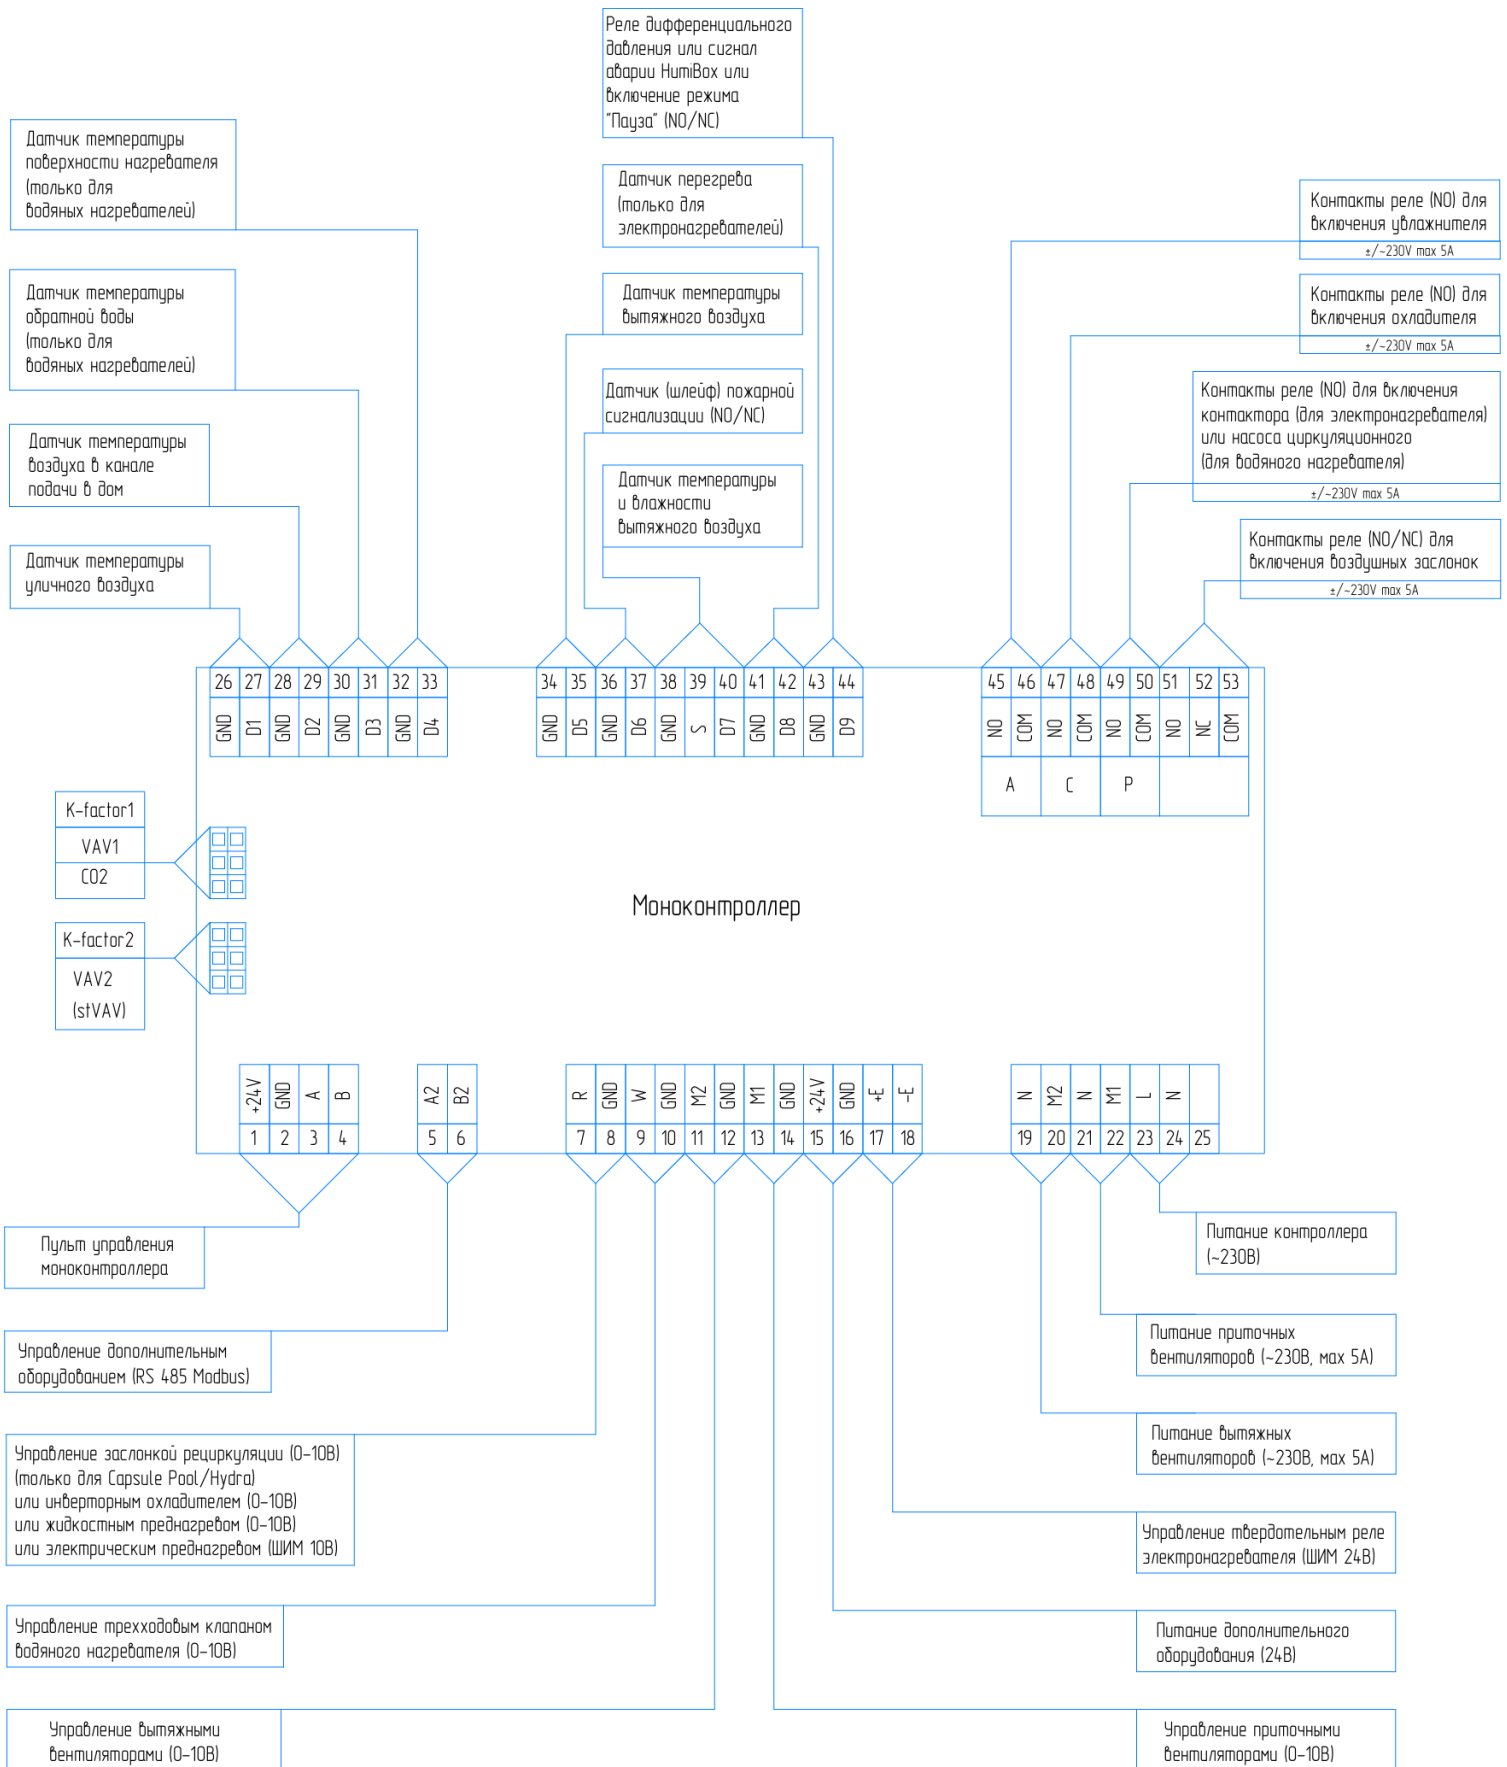 Реле дифференциального
давления или сигнал
аварии HumiBox или
включение режима
"Пауза" (NO/NC)
Датчик температуры
поверхности нагревателя
(только для
водяных нагревателей)
Датчик перегрева
(только для
электронагревателей)
Контакты реле (NO) для
включения увлажнителя
±/~230V max 5A
Датчик температуры
обратной воды
(только для
водяных нагревателей)
Датчик температуры
вытяжного воздуха
Контакты реле (NO) для
включения охладителя
±/~230V max 5A
Датчик (шлейф) пожарной
сигнализации (NO/NC)
Контакты реле (NO) для включения
контактора (для электронагревателя)
или насоса циркуляционного
(для водяного нагревателя)
±/~230V max 5A
Датчик температуры
воздуха в канале
подачи в дом
Датчик температуры
и влажности
вытяжного воздуха
Контакты реле (NO/NC) для
включения воздушных заслонок
±/~230V max 5A
Датчик температуры
уличного воздуха
26 27 28 29 30 31 32 33 34 35 36 37 38 39 40 41 42 43 44 45 46 47 48 49 50 51 52 53
GND D1 GND D2 GND D3 GND D4 GND D5 GND D6 GND S D7 GND D8 GND D9 NO COM NO COM NO COM NO NC COM
A C P
K-factor1
VAV1
CO2
Моноконтроллер
K-factor2
VAV2
(stVAV)
+24V GND A B A2 B2 R GND W GND M2 GND M1 GND +24V GND +E -E N M2 N M1 L N
1 2 3 4 5 6 7 8 9 10 11 12 13 14 15 16 17 18 19 20 21 22 23 24 25
Пульт управления
моноконтроллера
Питание контроллера
(~230В)
Управление дополнительным
оборудованием (RS 485 Modbus)
Питание приточных
вентиляторов (~230В, мах 5А)
Питание вытяжных
вентиляторов (~230В, мах 5А)
Управление заслонкой рециркуляции (0-10В)
(только для Capsule Pool/Hydra)
или инверторным охладителем (0-10В)
или жидкостным преднагревом (0-10В)
или электрическим преднагревом (ШИМ 10В)
Управление твердотельным реле
электронагревателя (ШИМ 24В)
Управление трехходовым клапаном
водяного нагревателя (0-10В)
Питание дополнительного
оборудования (24В)
Управление вытяжными
вентиляторами (0-10В)
Управление приточными
вентиляторами (0-10В)